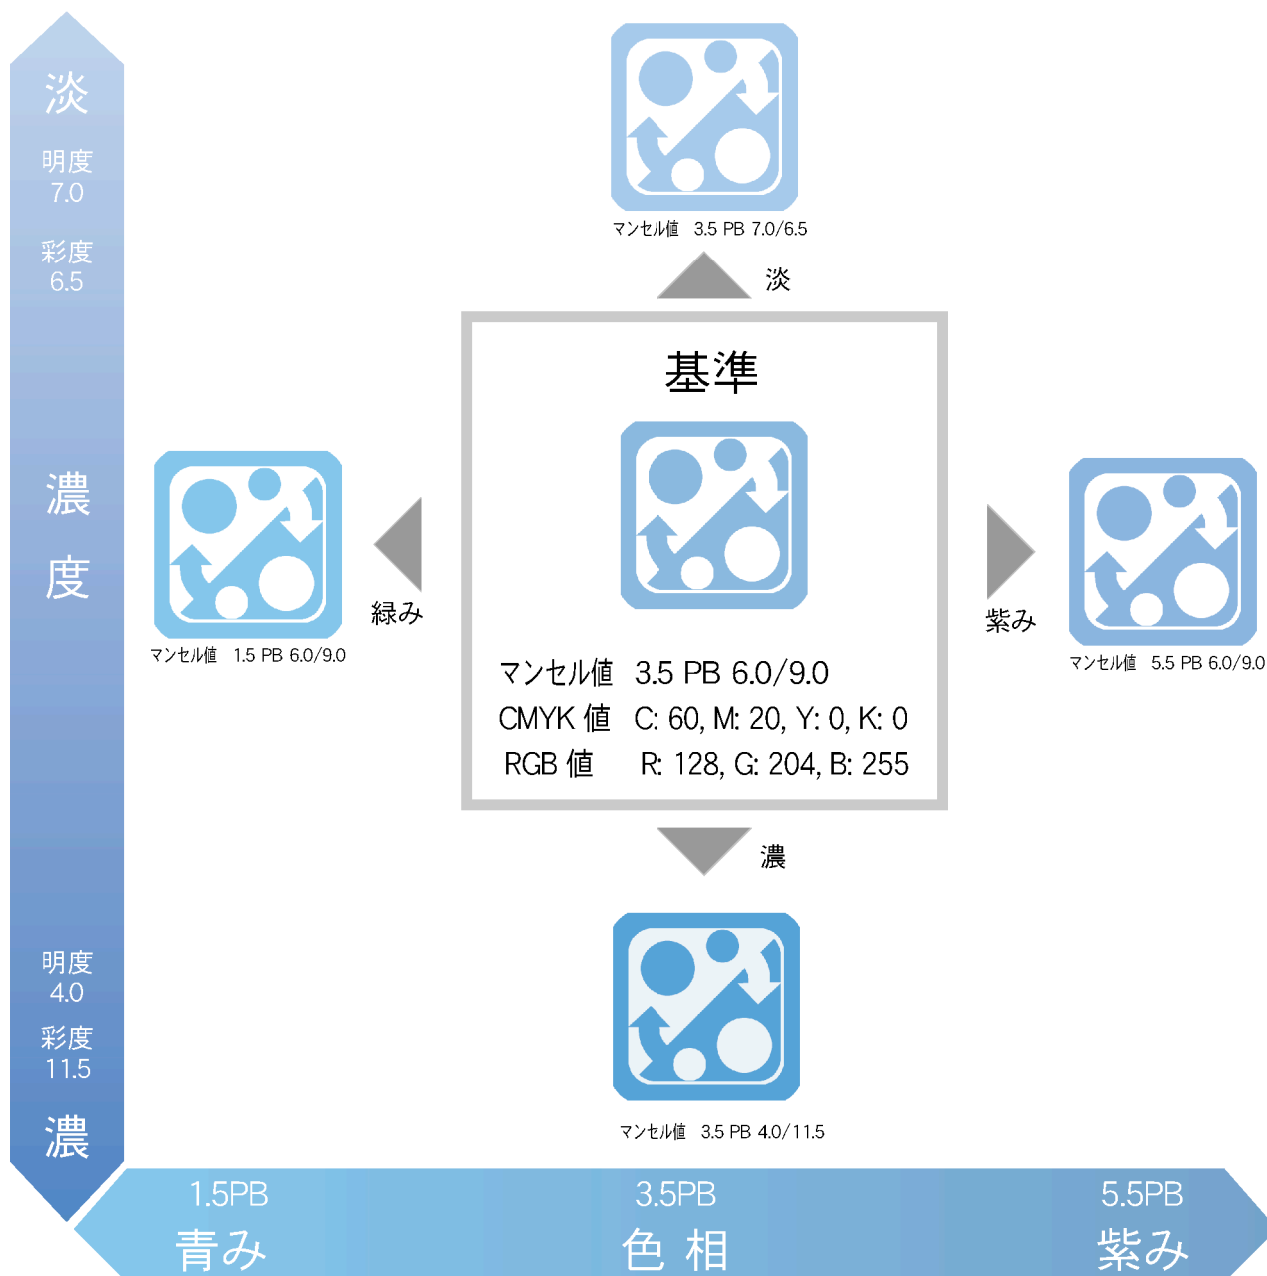 淡
明度
7.0
彩度
6.5
濃
度
明度
4.0
彩度
11.5
濃
マンセル値 3.5 PB 7.0/6.5
淡
基準
マンセル値 3.5 PB 6.0/9.0
CMYK 値 C: 60, M: 20, Y: 0, K: 0
RGB 値 R: 128, G: 204, B: 255
緑み
マンセル値 1.5 PB 6.0/9.0
紫み
マンセル値 5.5 PB 6.0/9.0
濃
マンセル値 3.5 PB 4.0/11.5
1.5PB
青み
3.5PB
色 相
5.5PB
紫み